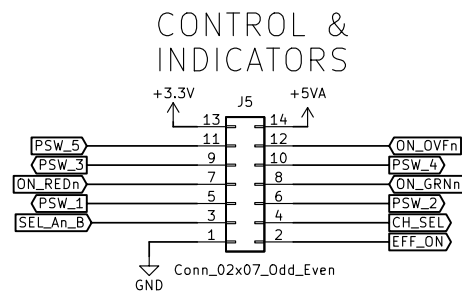 CONTROL &
INDICATORS
+3.3V J5 +5VA
13 14
PSW_5 11 12 ON_OVFn
PSW_3 9 10 PSW_4
ON_REDn 7 8 ON_GRNn
PSW_1 5 6 PSW_2
SEL_An_B 3 4 CH_SEL
1 2 EFF_ON
Conn_02x07_Odd_Even
GND